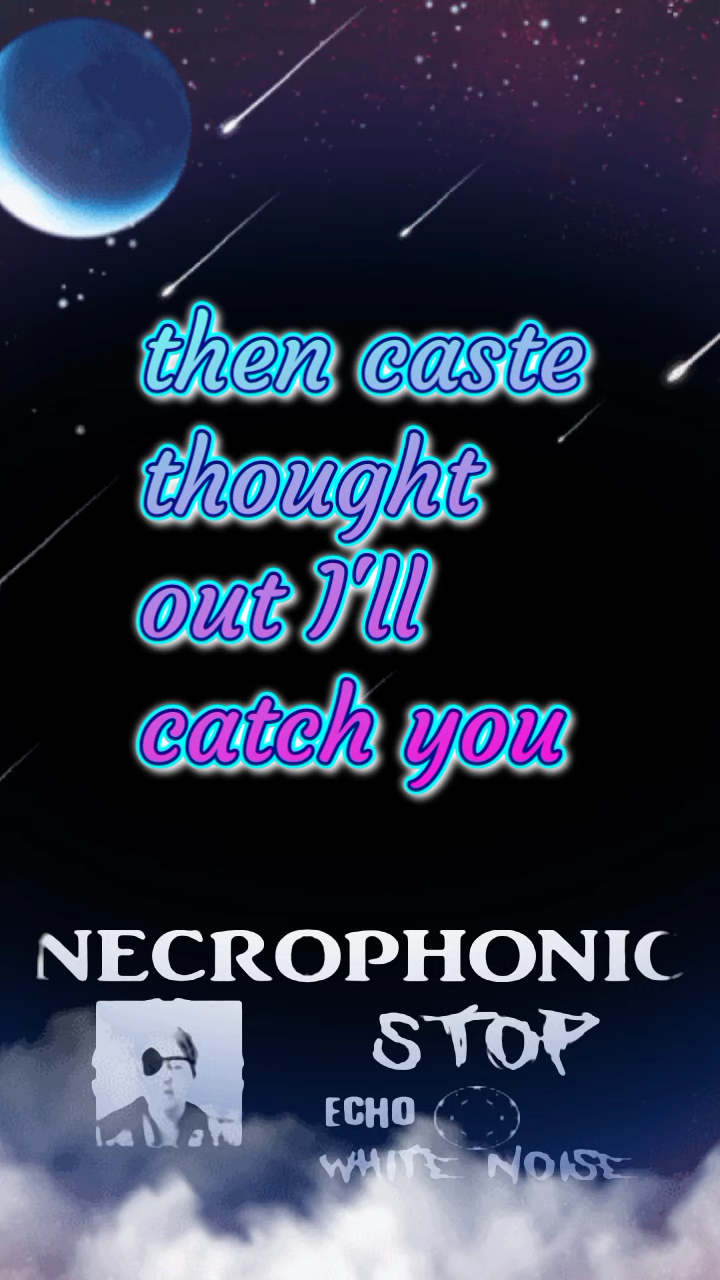 then caste
thought
out I'll
catch you
NECROPHONIC
STOP
ECHO
WHITE NOISE